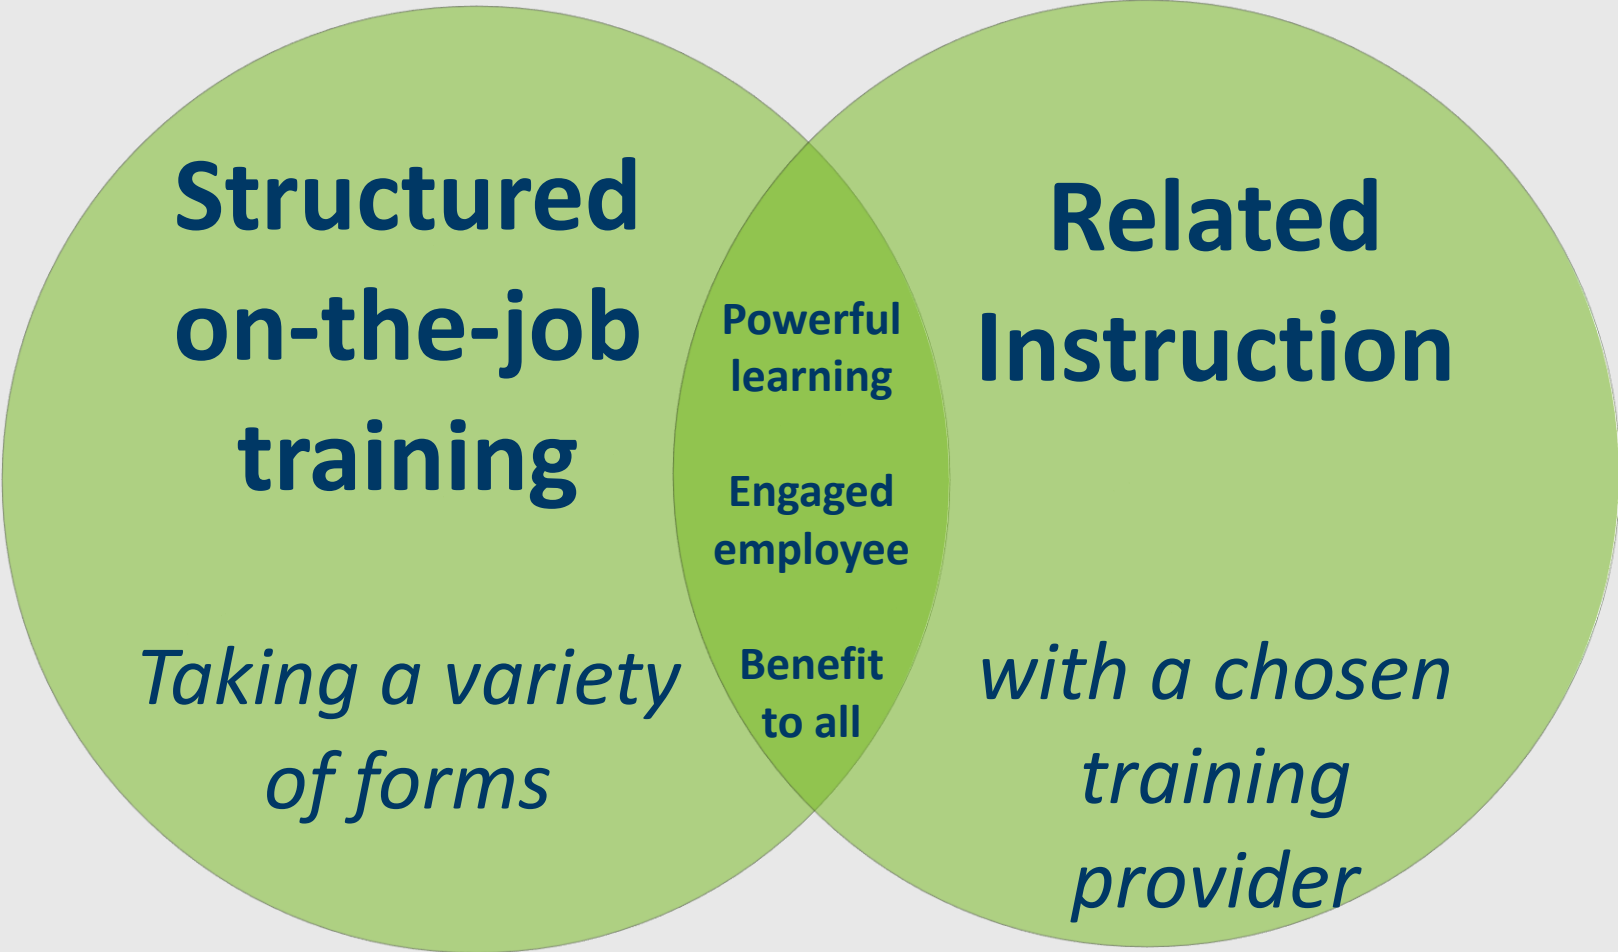 Structured
on-the-job
training
Taking a variety
of forms
Powerful
learning
Engaged
employee
Benefit
to all
Related
Instruction
with a chosen
training
provider